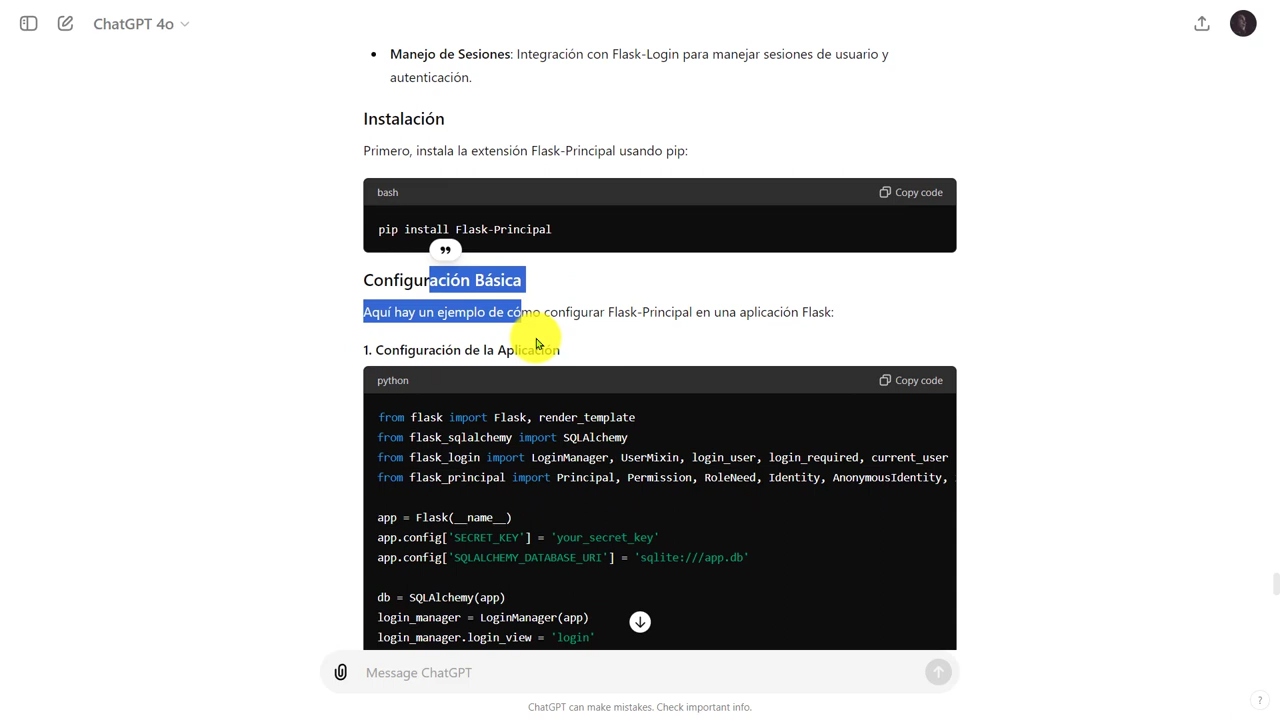 ChatGPT 4o
Manejo de Sesiones: Integración con Flask-Login para manejar sesiones de usuario y
autenticación.
Instalación
Primero, instala la extensión Flask-Principal usando pip:
bash
Copy code
pip install Flask-Principal
Configuración Básica
Aquí hay un ejemplo de cómo configurar Flask-Principal en una aplicación Flask:
1. Configuración de la Aplicación
python
Copy code
from flask import Flask, render_template
from flask_sqlalchemy import SQLAlchemy
from flask_login import LoginManager, UserMixin, login_user, login_required, current_user
from flask_principal import Principal, Permission, RoleNeed, Identity, AnonymousIdentity,
app = Flask(__name__)
app.config['SECRET_KEY'] = 'your_secret_key'
app.config['SQLALCHEMY_DATABASE_URI'] = 'sqlite:///app.db'
db = SQLAlchemy(app)
login_manager = LoginManager(app)
login_manager.login_view = 'login'
Message ChatGPT
ChatGPT can make mistakes. Check important info.
?